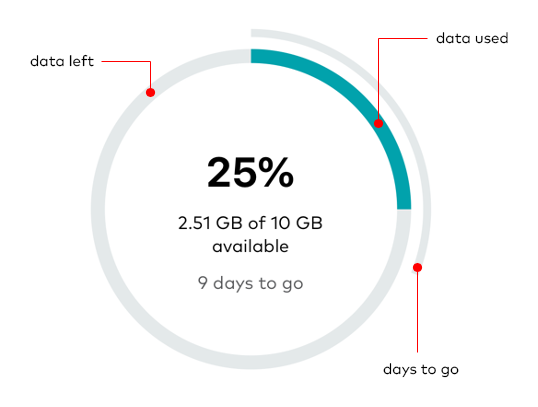 data used
data left
25%
2.51 GB of 10 GB
available
9 days to go
days to go